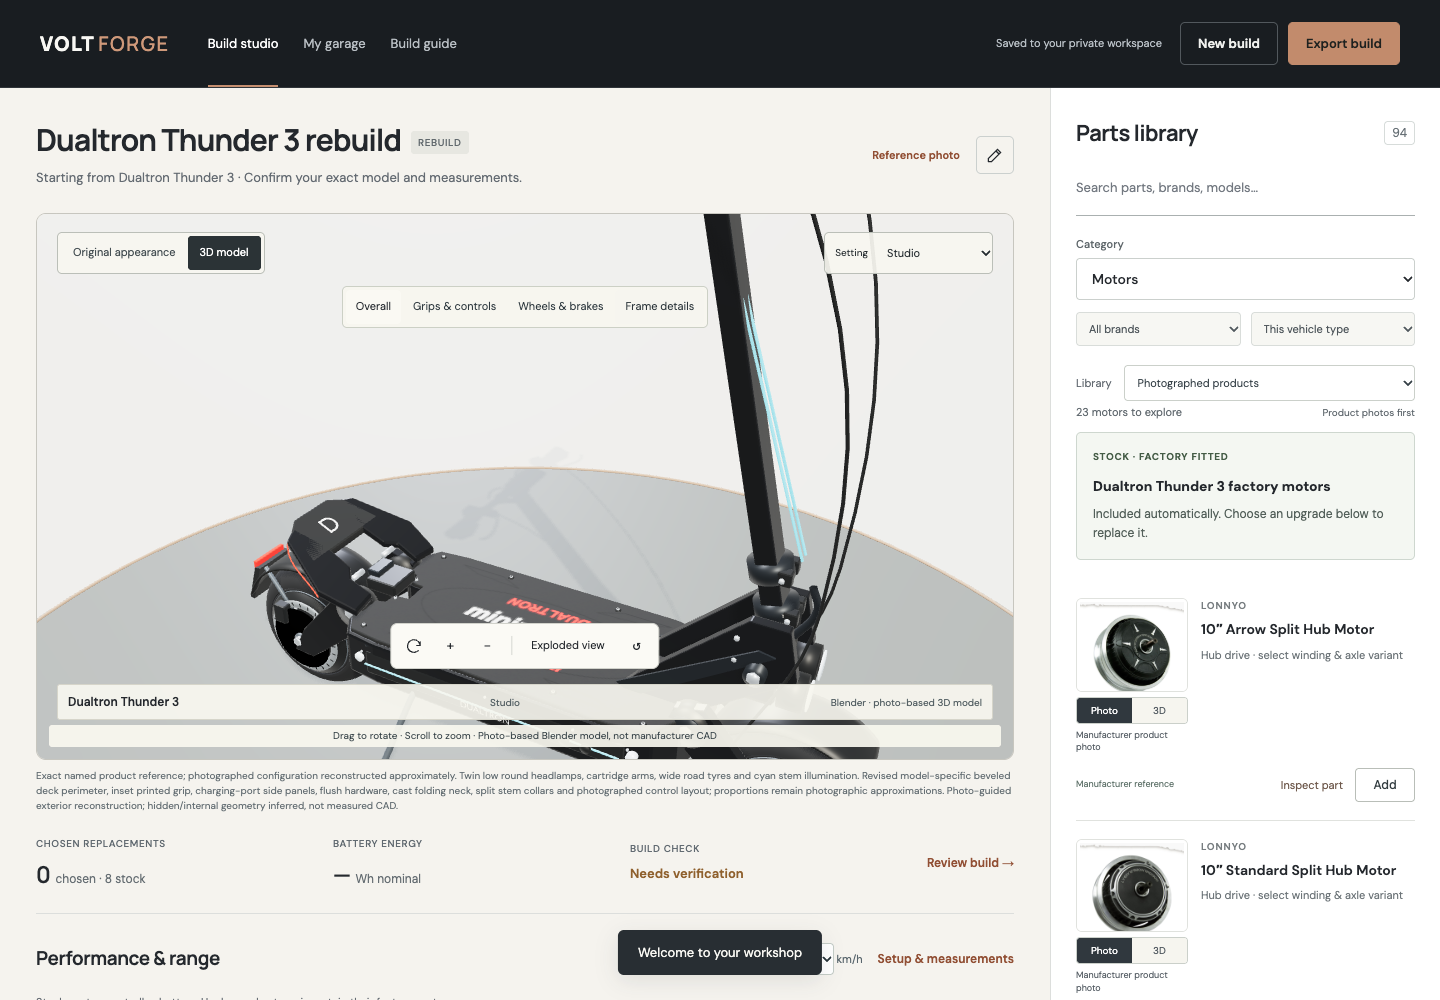 VOLTFORGE
Build studio
My garage
Build guide
Saved to your private workspace
New build
Export build
Dualtron Thunder 3 rebuild
REBUILD
Starting from Dualtron Thunder 3 · Confirm your exact model and measurements.
Reference photo
Original appearance
3D model
Setting
Studio
Overall
Grips & controls
Wheels & brakes
Frame details
D
DUALTRON
mini
+
−
Exploded view
↺
Dualtron Thunder 3
Studio
Blender · photo-based 3D model
Drag to rotate · Scroll to zoom · Photo-based Blender model, not manufacturer CAD
Exact named product reference; photographed configuration reconstructed approximately. Twin low round headlamps, cartridge arms, wide road tyres and cyan stem illumination. Revised model-specific beveled
deck perimeter, inset printed grip, charging-port side panels, flush hardware, cast folding neck, split stem collars and photographed control layout; proportions remain photographic approximations. Photo-guided
exterior reconstruction; hidden/internal geometry inferred, not measured CAD.
CHOSEN REPLACEMENTS
0 chosen · 8 stock
BATTERY ENERGY
— Wh nominal
BUILD CHECK
Needs verification
Review build →
Performance & range
Welcome to your workshop
km/h
Setup & measurements
Parts library
94
Search parts, brands, models…
Category
Motors
All brands
This vehicle type
Library
Photographed products
23 motors to explore
Product photos first
STOCK · FACTORY FITTED
Dualtron Thunder 3 factory motors
Included automatically. Choose an upgrade below to
replace it.
LONNYO
10″ Arrow Split Hub Motor
Hub drive · select winding & axle variant
Photo
3D
Manufacturer product
photo
Manufacturer reference
Inspect part
Add
LONNYO
10″ Standard Split Hub Motor
Hub drive · select winding & axle variant
Photo
3D
Manufacturer product
photo